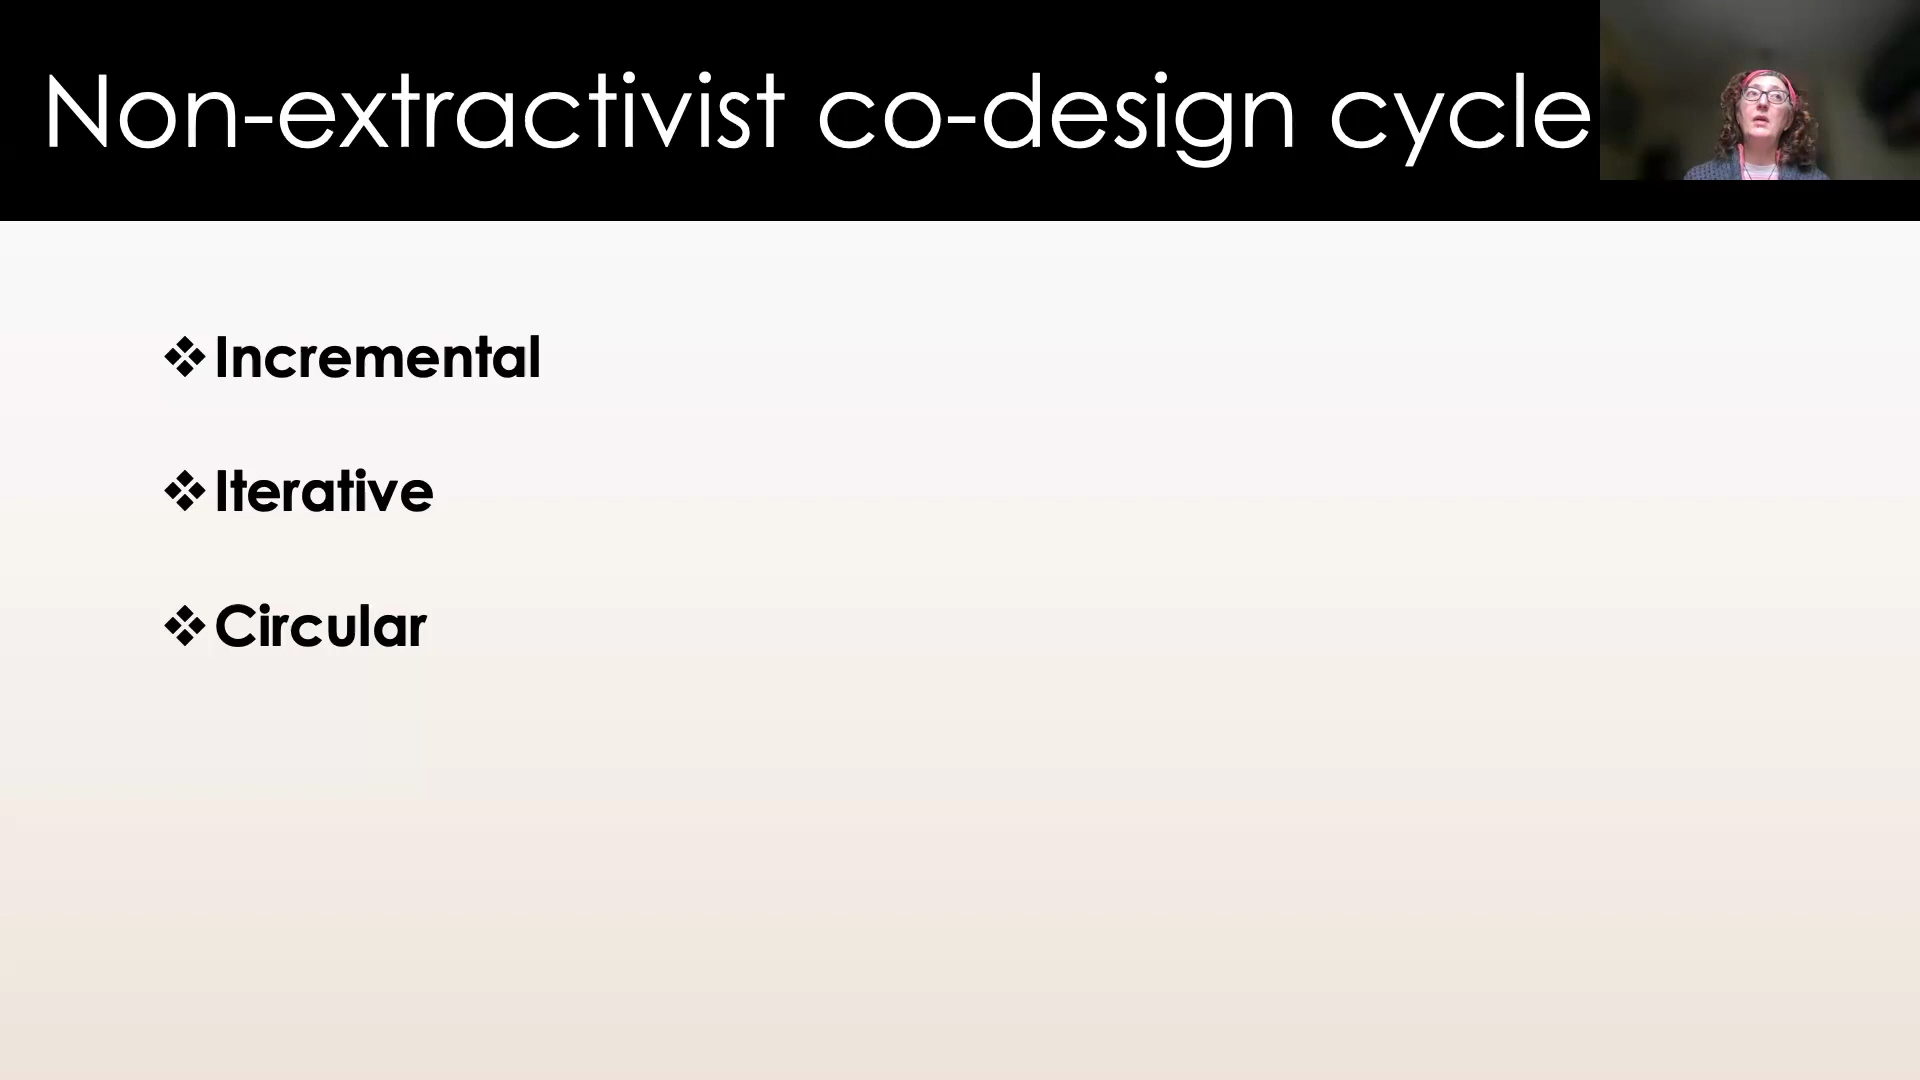 Non-extractivist co-design cycle
❖Incremental
❖Iterative
❖Circular